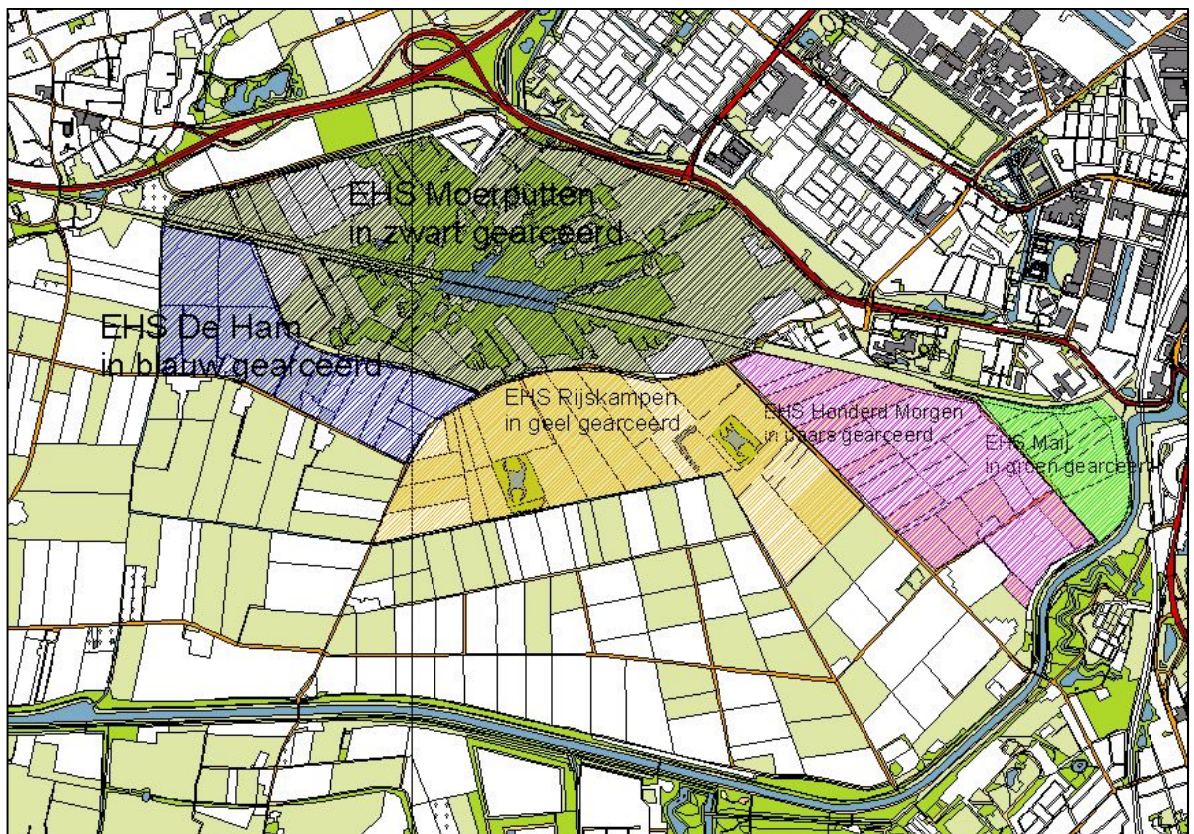 EHS Moerputten
in zwart gearceerd
EHS De Ham
in blauw gearceerd
EHS Rijskampen
in geel gearceerd
EHS Honderd Morgen
in paars gearceerd
EHS Maij
in groen gearceerd